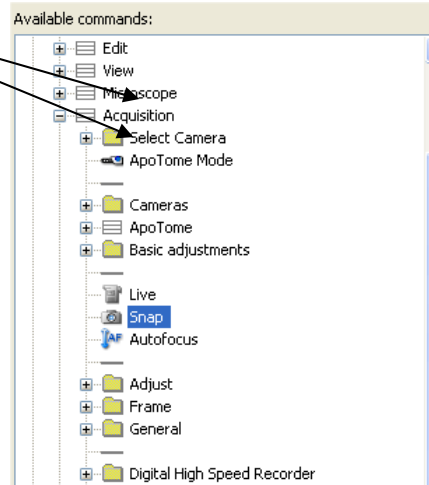 Available commands:
Edit
View
Microscope
Acquisition
Select Camera
ApoTome Mode
Cameras
ApoTome
Basic adjustments
Live
Snap
AF Autofocus
Adjust
Frame
General
Digital High Speed Recorder